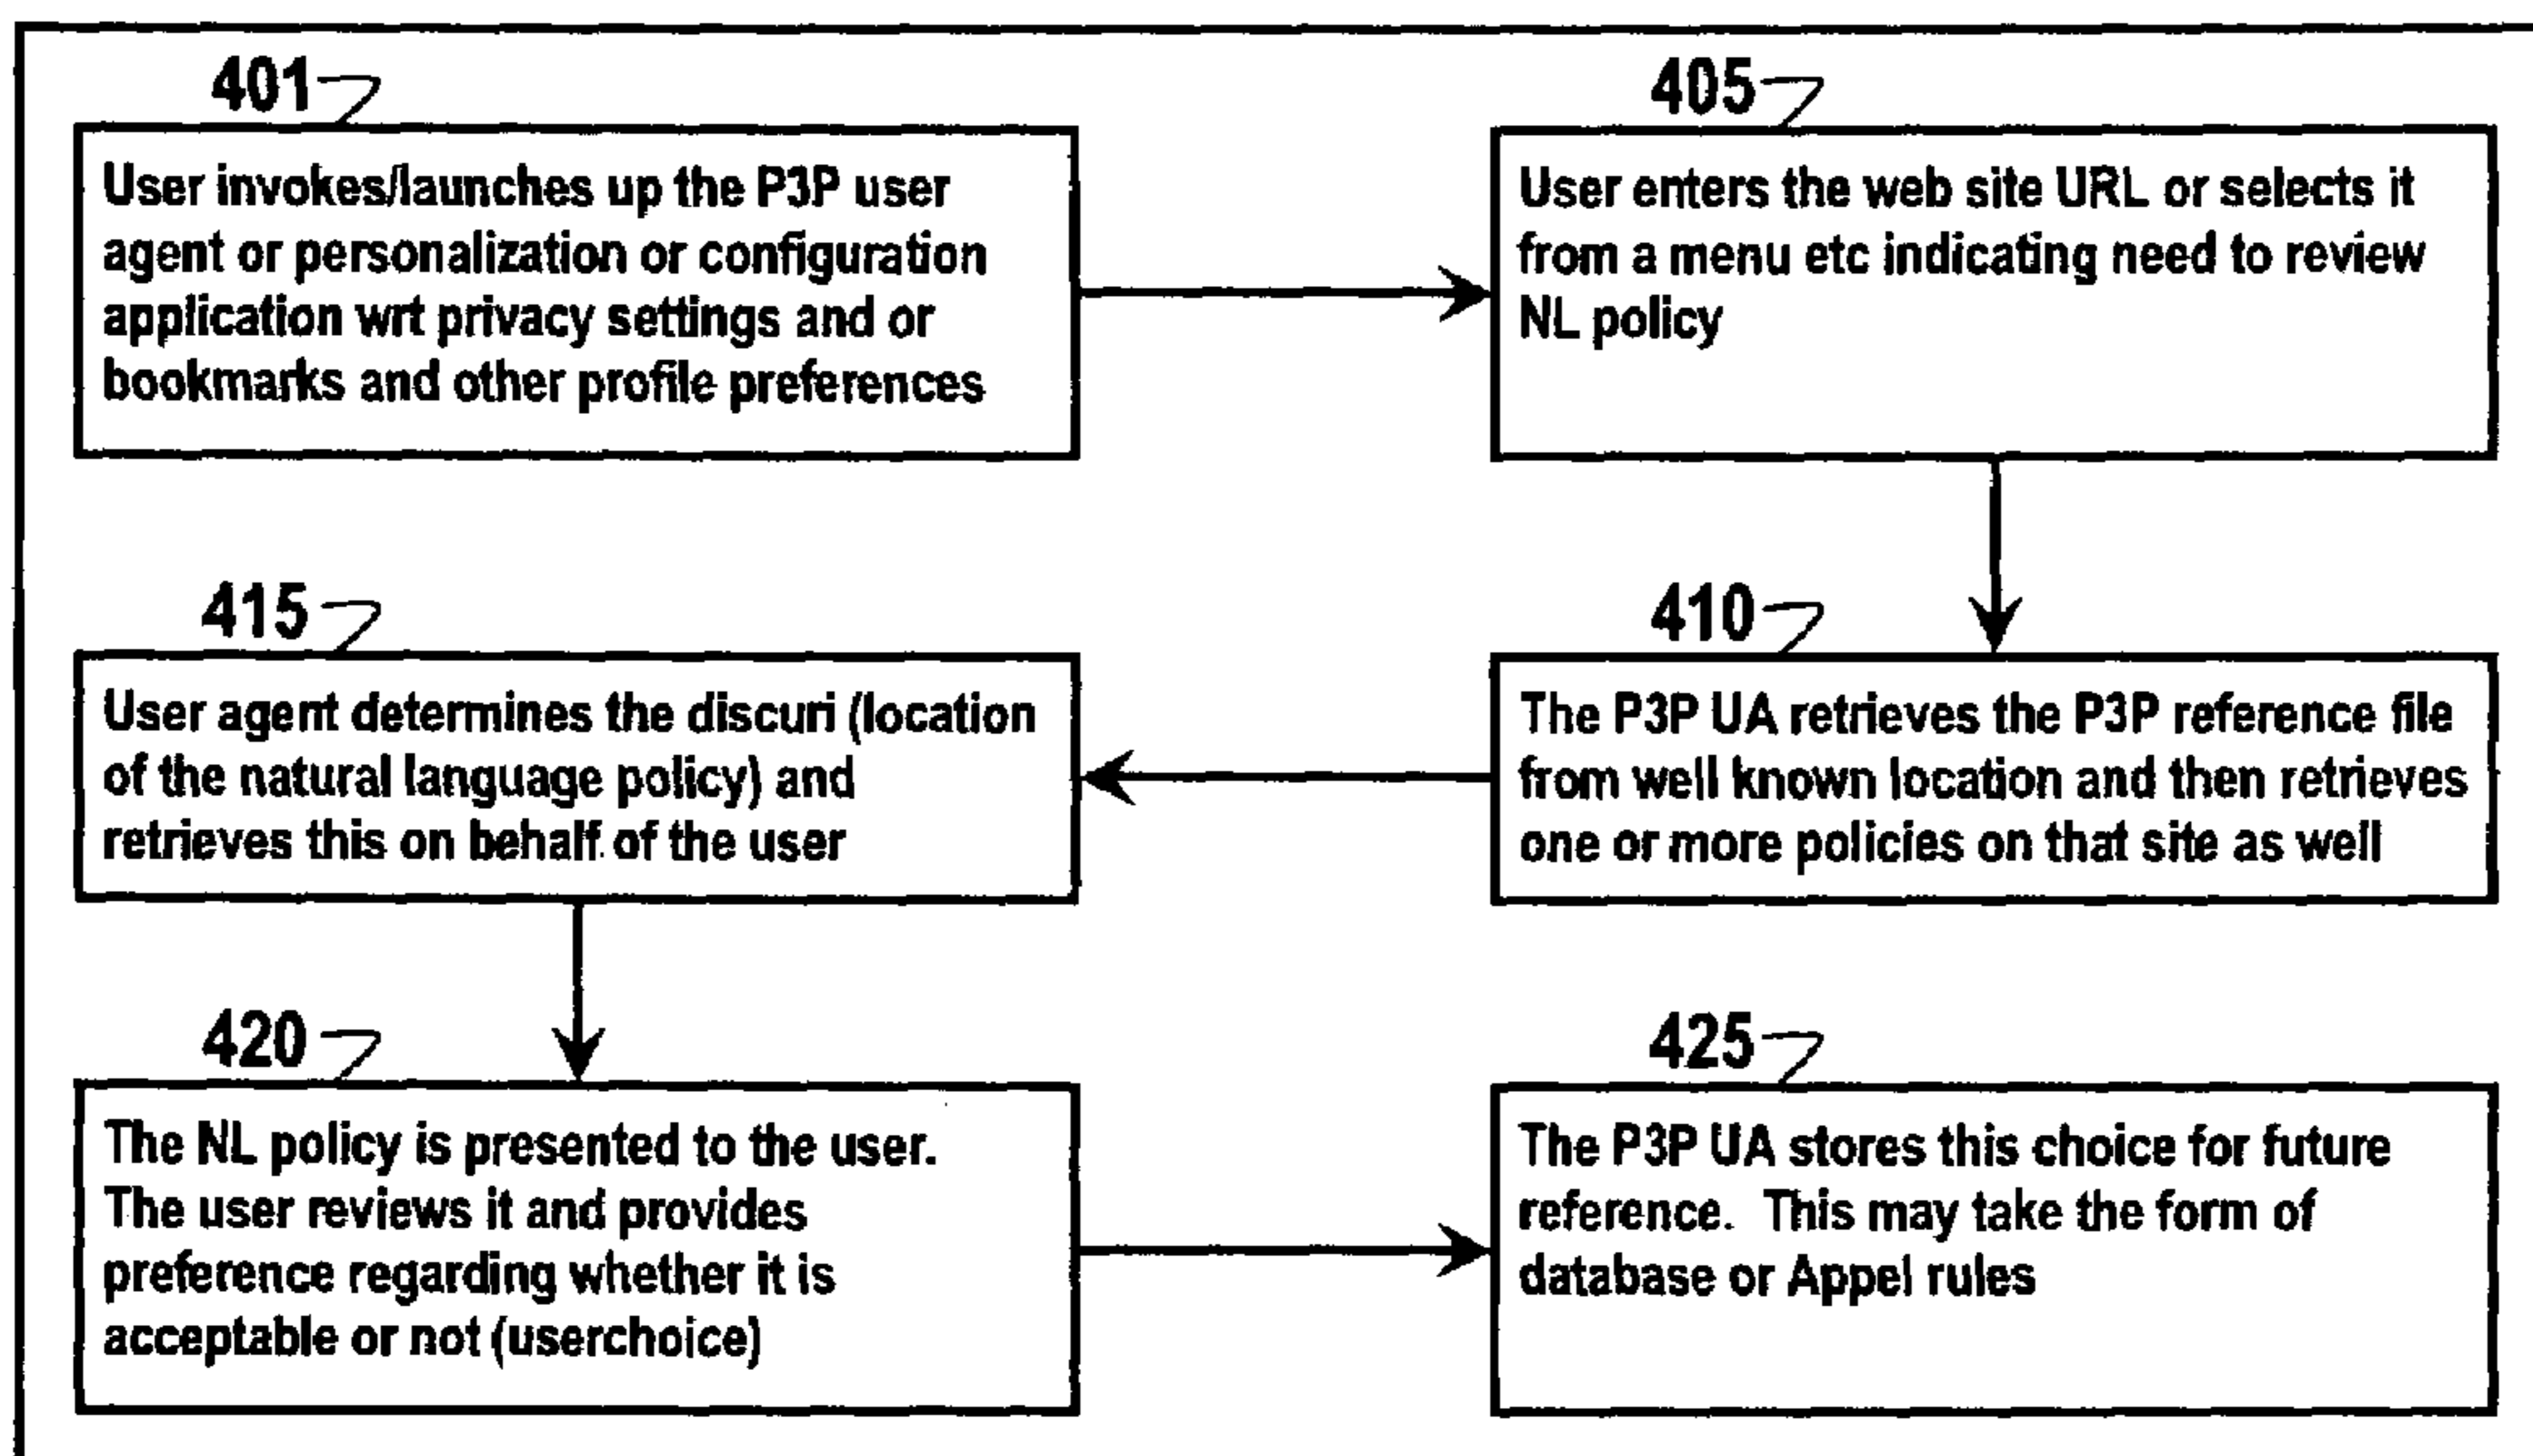 401
User invokes/launches up the P3P user
agent or personalization or configuration
application wrt privacy settings and or
bookmarks and other profile preferences
405
User enters the web site URL or selects it
from a menu etc indicating need to review
NL policy
410
The P3P UA retrieves the P3P reference file
from well known location and then retrieves
one or more policies on that site as well
415
User agent determines the discuri (location
of the natural language policy) and
retrieves this on behalf of the user
420
The NL policy is presented to the user.
The user reviews it and provides
preference regarding whether it is
acceptable or not (userchoice)
425
The P3P UA stores this choice for future
reference. This may take the form of
database or Appel rules